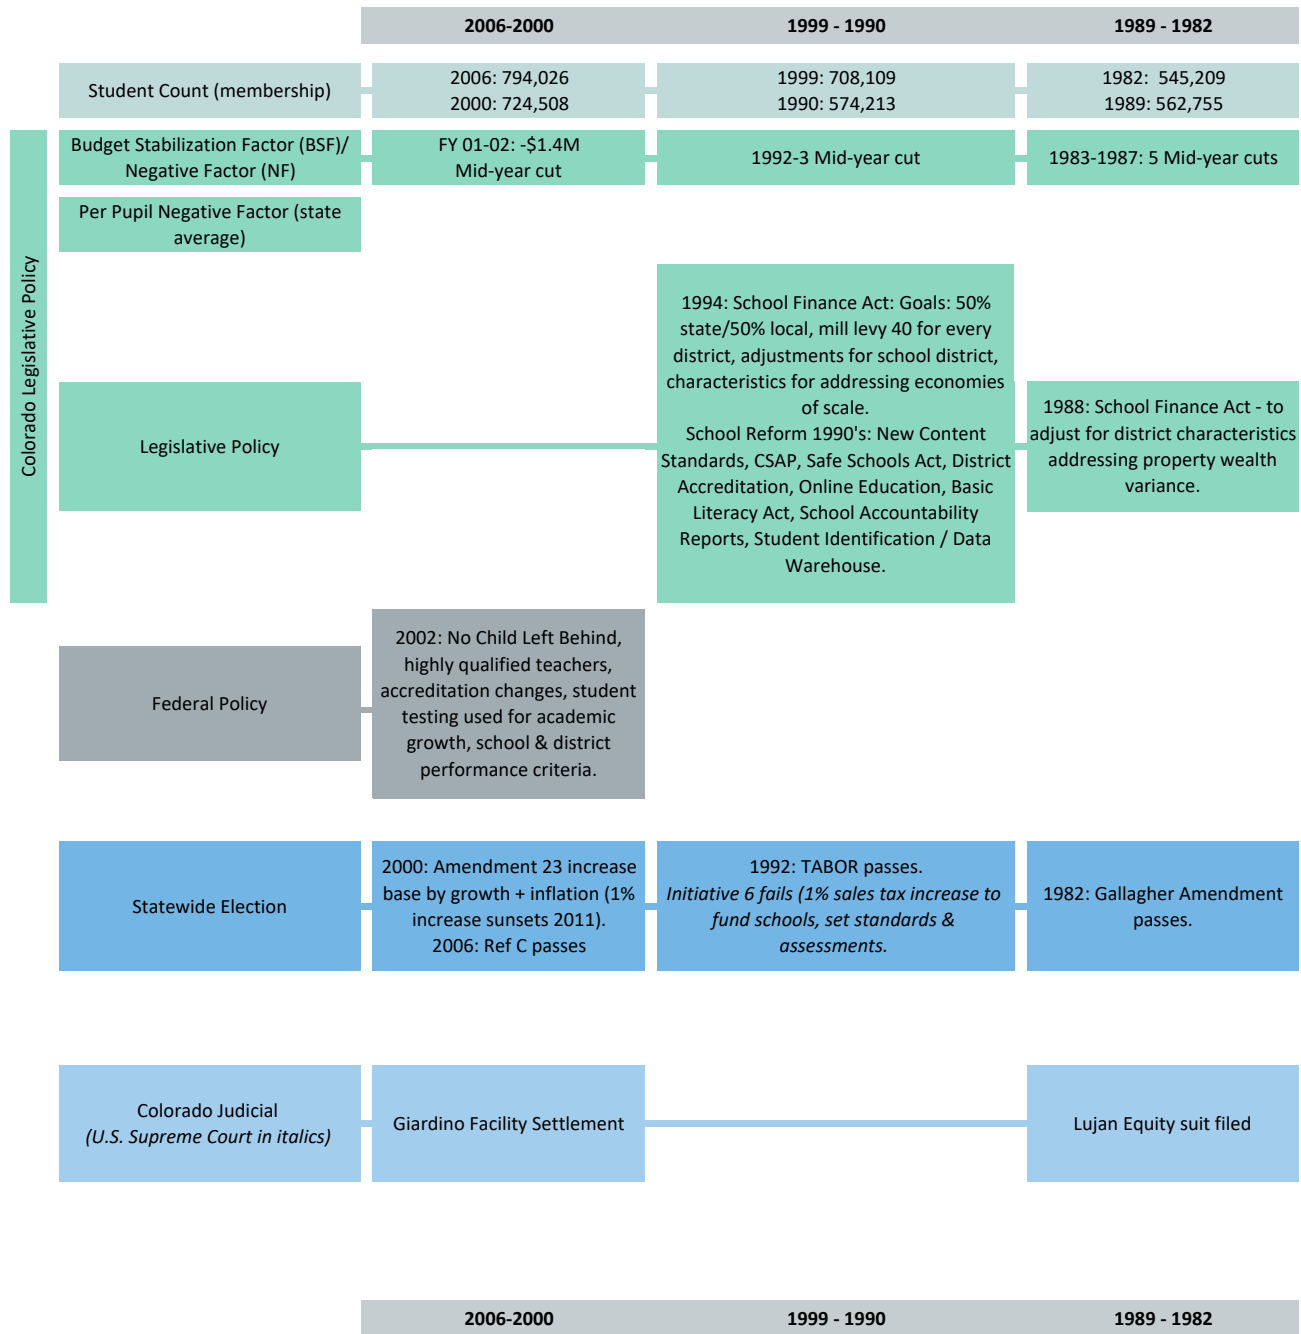 2006-2000
1999 - 1990
1989 - 1982
Student Count (membership)
2006: 794,026
2000: 724,508
1999: 708,109
1990: 574,213
1982:  545,209
1989: 562,755
Colorado Legislative Policy
Budget Stabilization Factor (BSF)/
Negative Factor (NF)
FY 01-02: -$1.4M
Mid-year cut
1992-3 Mid-year cut
1983-1987: 5 Mid-year cuts
Per Pupil Negative Factor (state
average)
Legislative Policy
1994: School Finance Act: Goals: 50%
state/50% local, mill levy 40 for every
district, adjustments for school district,
characteristics for addressing economies
of scale.
School Reform 1990's: New Content
Standards, CSAP, Safe Schools Act, District
Accreditation, Online Education, Basic
Literacy Act, School Accountability
Reports, Student Identification / Data
Warehouse.
1988: School Finance Act - to
adjust for district characteristics
addressing property wealth
variance.
Federal Policy
2002: No Child Left Behind,
highly qualified teachers,
accreditation changes, student
testing used for academic
growth, school & district
performance criteria.
Statewide Election
2000: Amendment 23 increase
base by growth + inflation (1%
increase sunsets 2011).
2006: Ref C passes
1992: TABOR passes.
Initiative 6 fails (1% sales tax increase to
fund schools, set standards &
assessments.
1982: Gallagher Amendment
passes.
Colorado Judicial
(U.S. Supreme Court in italics)
Giardino Facility Settlement
Lujan Equity suit filed
2006-2000
1999 - 1990
1989 - 1982